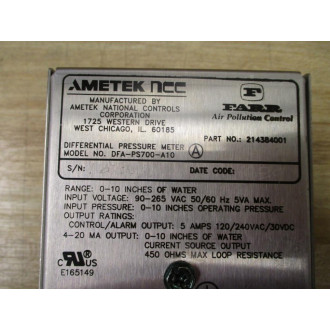 AMETEK NCC
MANUFACTURED BY
AMETEK NATIONAL CONTROLS
CORPORATION
1725 WESTERN DRIVE
WEST CHICAGO, IL. 60185
F
FARR
Air Pollution Control
PART NO.: 214384001
DIFFERENTIAL PRESSURE METER
MODEL NO. DFA-PS700-A10
A
S/N:
DATE CODE:
RANGE: 0-10 INCHES OF WATER
INPUT VOLTAGE: 90-265 VAC 50/60 Hz 5VA MAX.
INPUT PRESSURE: 0-10 INCHES OPERATING PRESSURE
OUTPUT RATINGS:
CONTROL/ALARM OUTPUT: 5 AMPS 120/240VAC/30VDC
4-20 MA OUTPUT: 0-10 INCHES OF WATER
CURRENT SOURCE OUTPUT
450 OHMS MAX LOOP RESISTANCE
C US
E165149